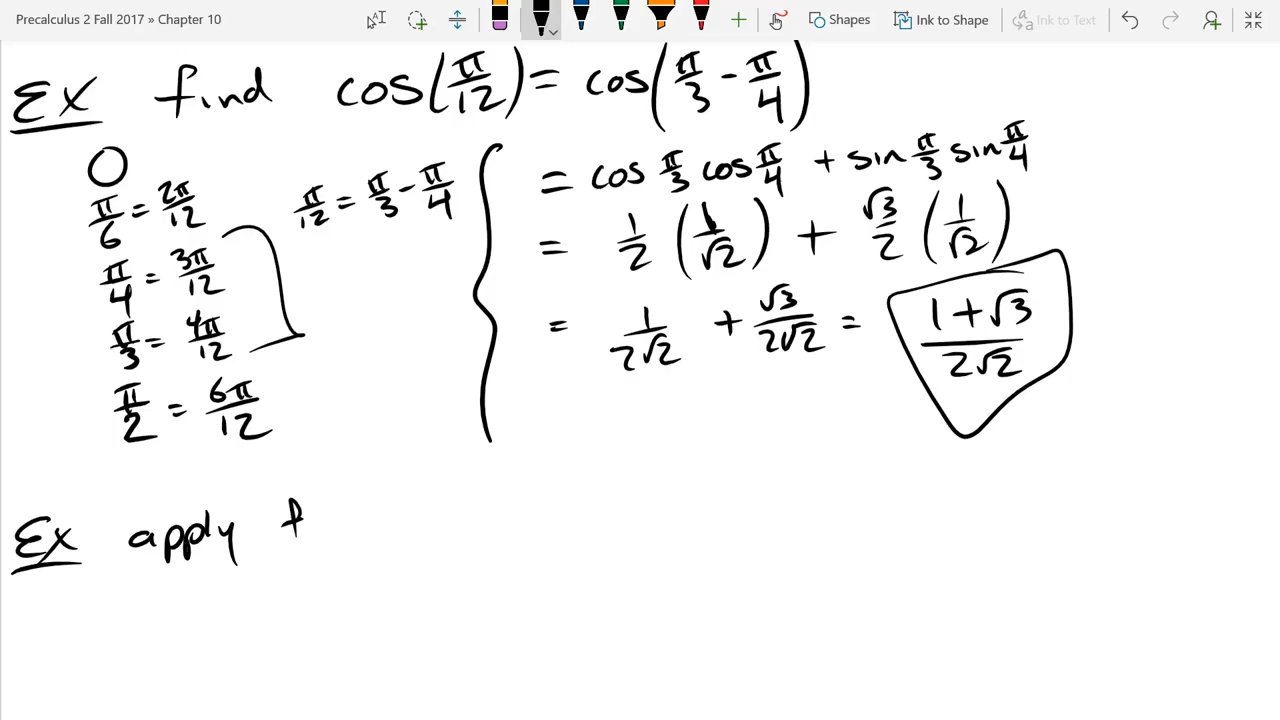 Precalculus 2 Fall 2017 » Chapter 10
Shapes
Ink to Shape
Ink to Text
Ex find cos(π/12) = cos(π/3 - π/4)
0
π/6 = 2π/12
π/4 = 3π/12
π/3 = 4π/12
π/2 = 6π/12
π/12 = π/3 - π/4
= cos π/3 cos π/4 + sin π/3 sin π/4
= 1/2 (1/√2) + √3/2 (1/√2)
= 1/2√2 + √3/2√2 = 1+√3/2√2
Ex apply